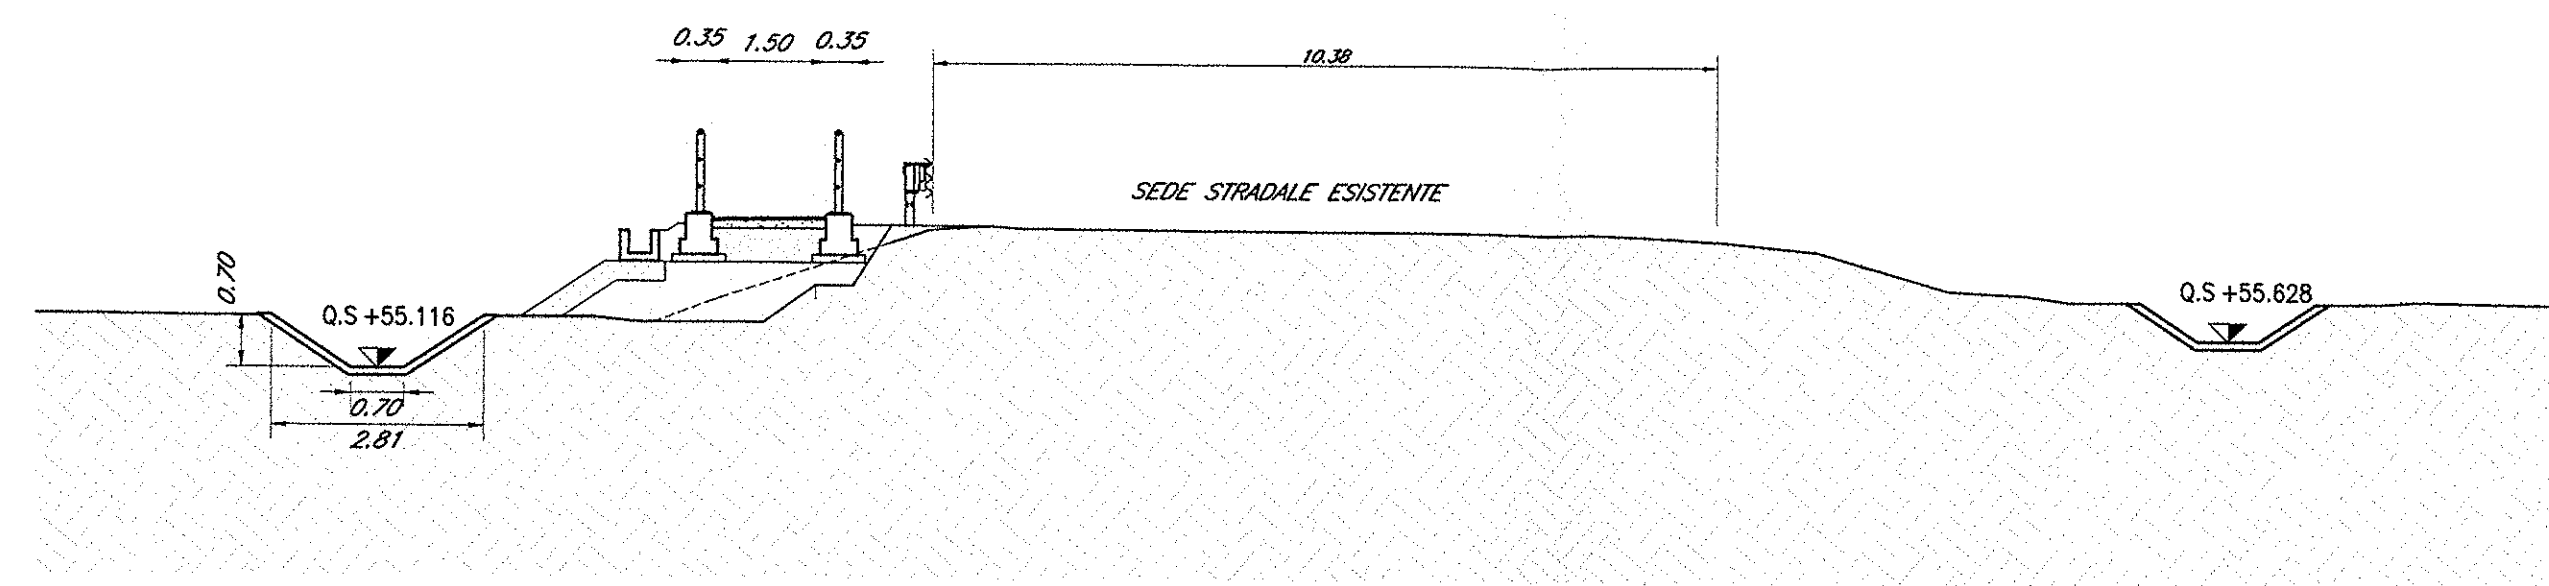 0.35 1.50 0.35
10.38
SEDE STRADALE ESISTENTE
0.70
Q.S +55.116
Q.S +55.628
0.70
2.81